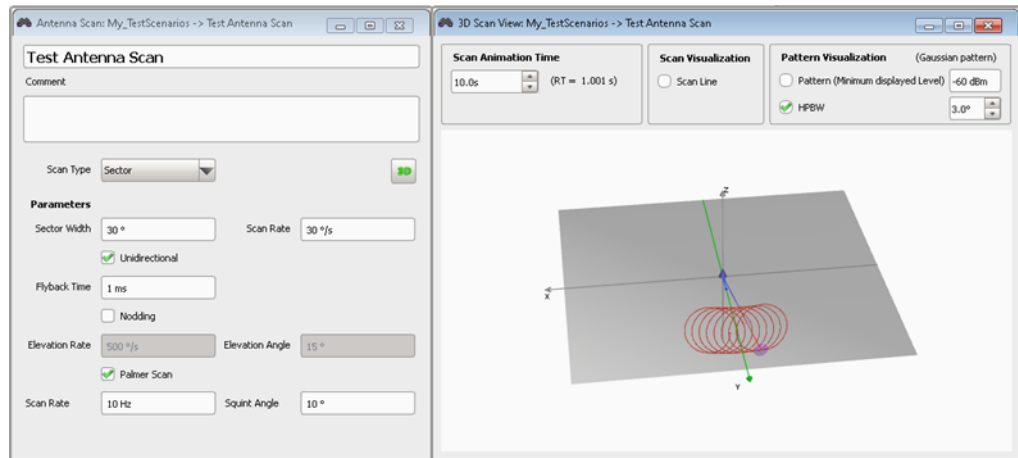 Antenna Scan: My_TestScenarios -> Test Antenna Scan
Test Antenna Scan
Comment
Scan Type Sector 3D
Parameters
Sector Width 30 ° Scan Rate 30 °/s
Unidirectional
Flyback Time 1 ms
Nodding
Elevation Rate 500 °/s Elevation Angle 15 °
Palmer Scan
Scan Rate 10 Hz Squint Angle 10 °
3D Scan View: My_TestScenarios -> Test Antenna Scan
Scan Animation Time
10.0s (RT = 1.001 s)
Scan Visualization
Scan Line
Pattern Visualization (Gaussian pattern)
Pattern (Minimum displayed Level) -60 dBm
HPBW 3.0°
Z
X
Y